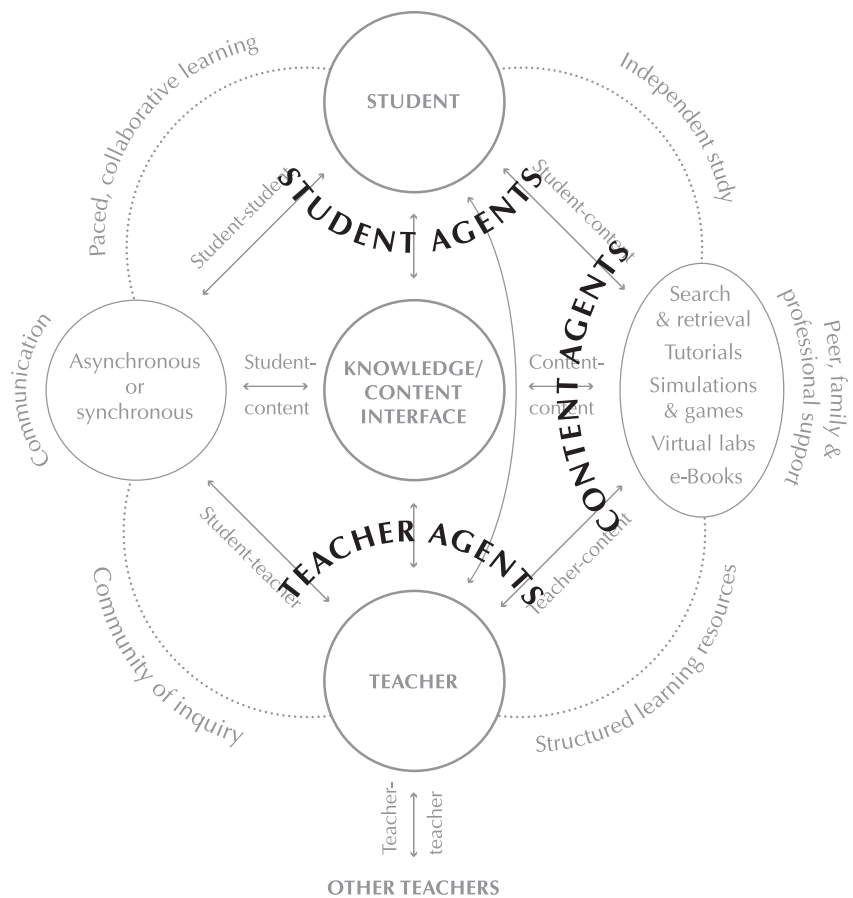 STUDENT
Paced, collaborative learning
Independent study
Student-student
STUDENT AGENTS
Student-content
CONTENT AGENTS
Communication
Asynchronous
or
synchronous
Student-
content
KNOWLEDGE/
CONTENT
INTERFACE
Content-
content
Search
& retrieval
Tutorials
Simulations
& games
Virtual labs
e-Books
Peer, family &
professional support
Student-teacher
TEACHER AGENTS
Teacher-content
Community of inquiry
TEACHER
Structured learning resources
Teacher-
teacher
OTHER TEACHERS